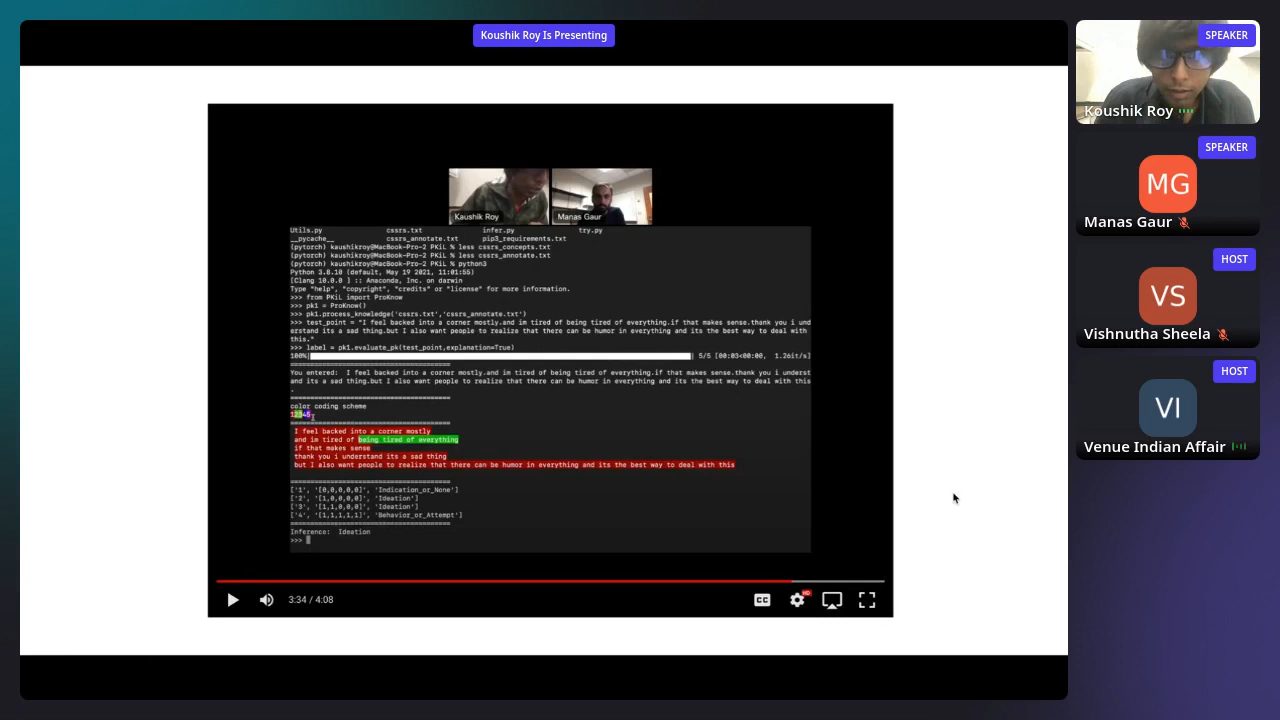 Koushik Roy Is Presenting
SPEAKER
Koushik Roy
SPEAKER
MG
Manas Gaur
HOST
VS
Vishnutha Sheela
HOST
VI
Venue Indian Affair
Kaushik Roy
Manas Gaur
Utils.py cssrs.txt infer.py try.py
__pycache__ cssrs_annotate.txt pip3_requirements.txt
(pytorch) kaushikroy@MacBook-Pro-2 PKiL % less cssrs_concepts.txt
(pytorch) kaushikroy@MacBook-Pro-2 PKiL % less cssrs_annotate.txt
(pytorch) kaushikroy@MacBook-Pro-2 PKiL % python3
Python 3.8.10 (default, May 19 2021, 11:01:55)
[Clang 10.0.0 ] :: Anaconda, Inc. on darwin
Type "help", "copyright", "credits" or "license" for more information.
>>> from PKiL import ProKnow
>>> pk1 = ProKnow()
>>> pk1.process_knowledge('cssrs.txt','cssrs_annotate.txt')
>>> test_point = "I feel backed into a corner mostly.and im tired of being tired of everything.if that makes sense.thank you i und
erstand its a sad thing.but I also want people to realize that there can be humor in everything and its the best way to deal with
this."
>>> label = pk1.evaluate_pk(test_point,explanation=True)
100%| | 5/5 [00:03<00:00, 1.26it/s]
========================================
You entered: I feel backed into a corner mostly.and im tired of being tired of everything.if that makes sense.thank you i underst
and its a sad thing.but I also want people to realize that there can be humor in everything and its the best way to deal with this
.
========================================
color coding scheme
12345
========================================
I feel backed into a corner mostly
and im tired of being tired of everything
if that makes sense
thank you i understand its a sad thing
but I also want people to realize that there can be humor in everything and its the best way to deal with this
========================================
['1', '[0,0,0,0,0]', 'Indication_or_None']
['2', '[1,0,0,0,0]', 'Ideation']
['3', '[1,1,0,0,0]', 'Ideation']
['4', '[1,1,1,1,1]', 'Behavior_or_Attempt']
========================================
Inference: Ideation
>>>
3:34 / 4:08
CC
HD